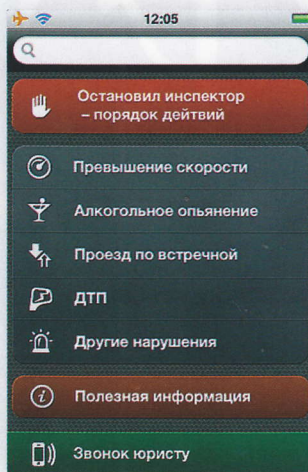 12:05
Остановил инспектор
– порядок дейтвий
Превышение скорости
Алкогольное опьянение
Проезд по встречной
ДТП
Другие нарушения
Полезная информация
Звонок юристу